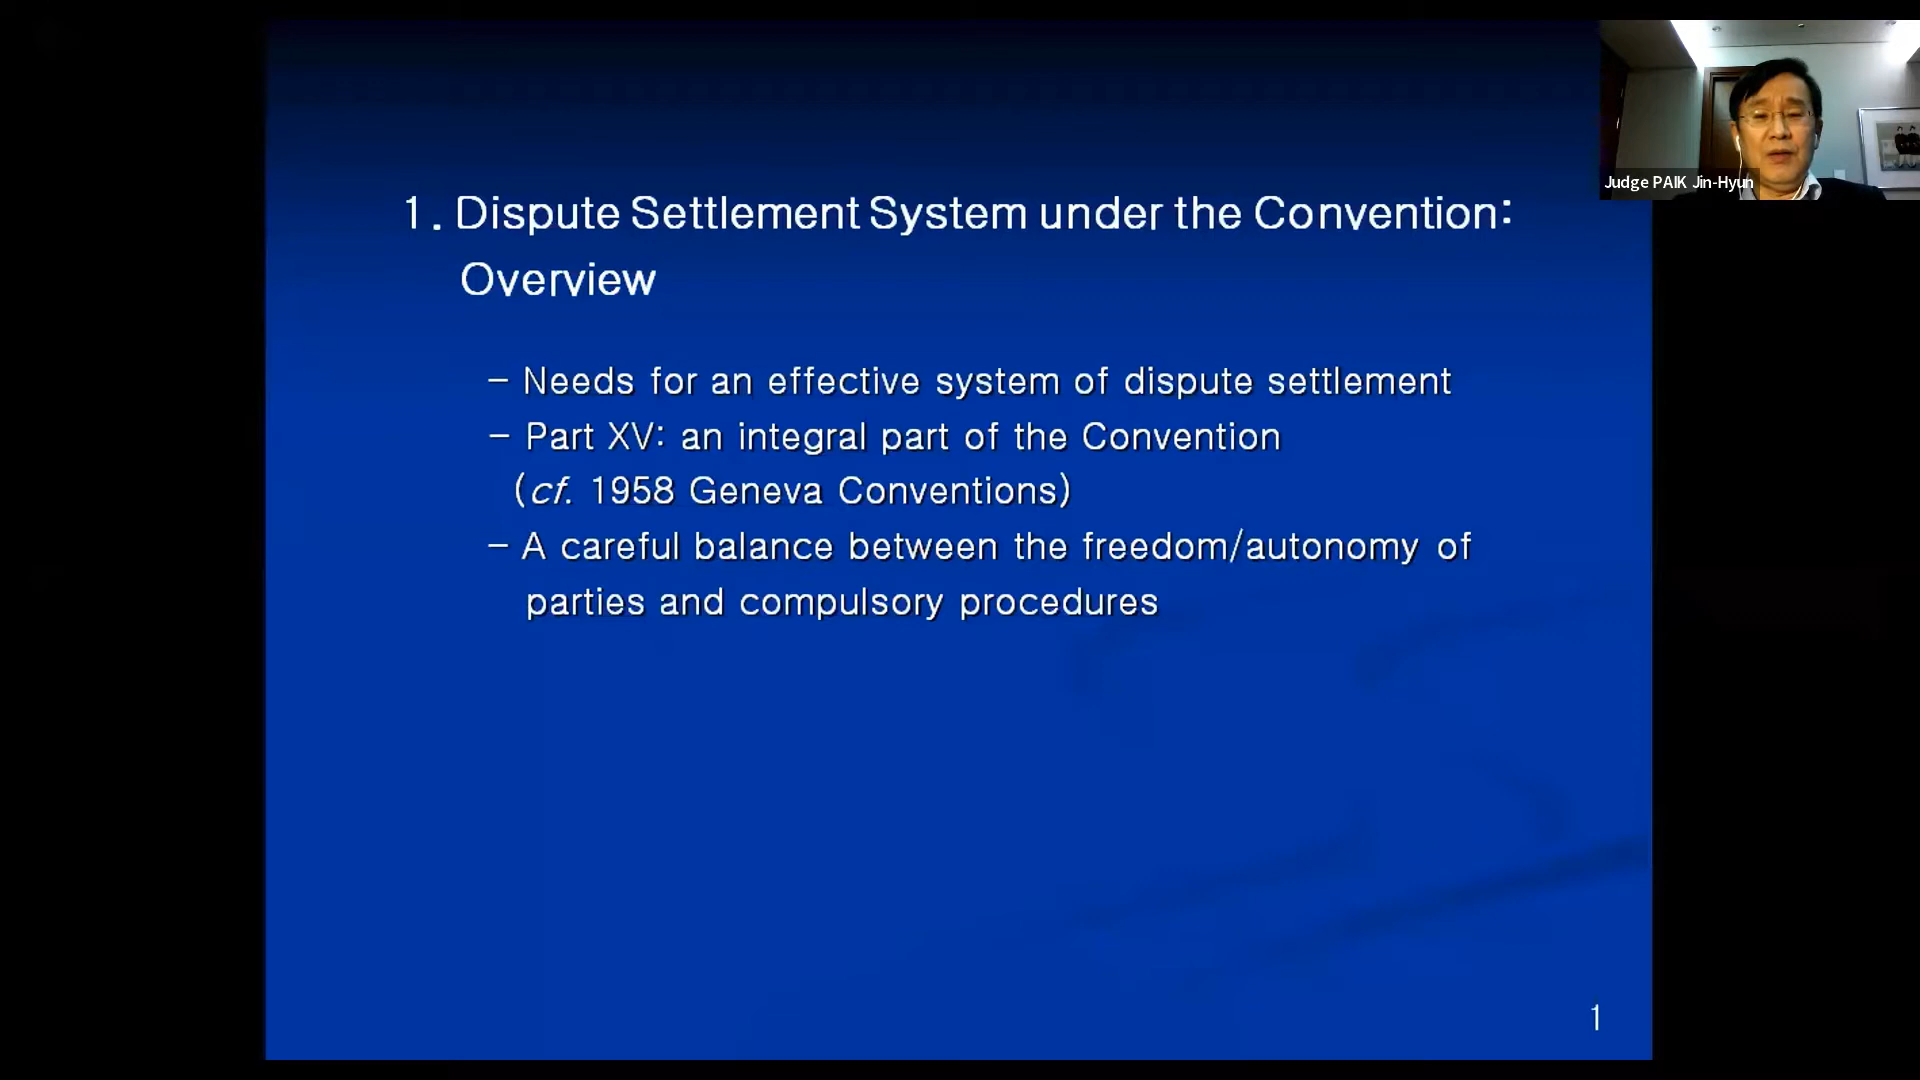 Judge PAIK Jin-Hyun
1. Dispute Settlement System under the Convention:
Overview
– Needs for an effective system of dispute settlement
– Part XV: an integral part of the Convention
(cf. 1958 Geneva Conventions)
– A careful balance between the freedom/autonomy of
parties and compulsory procedures
1